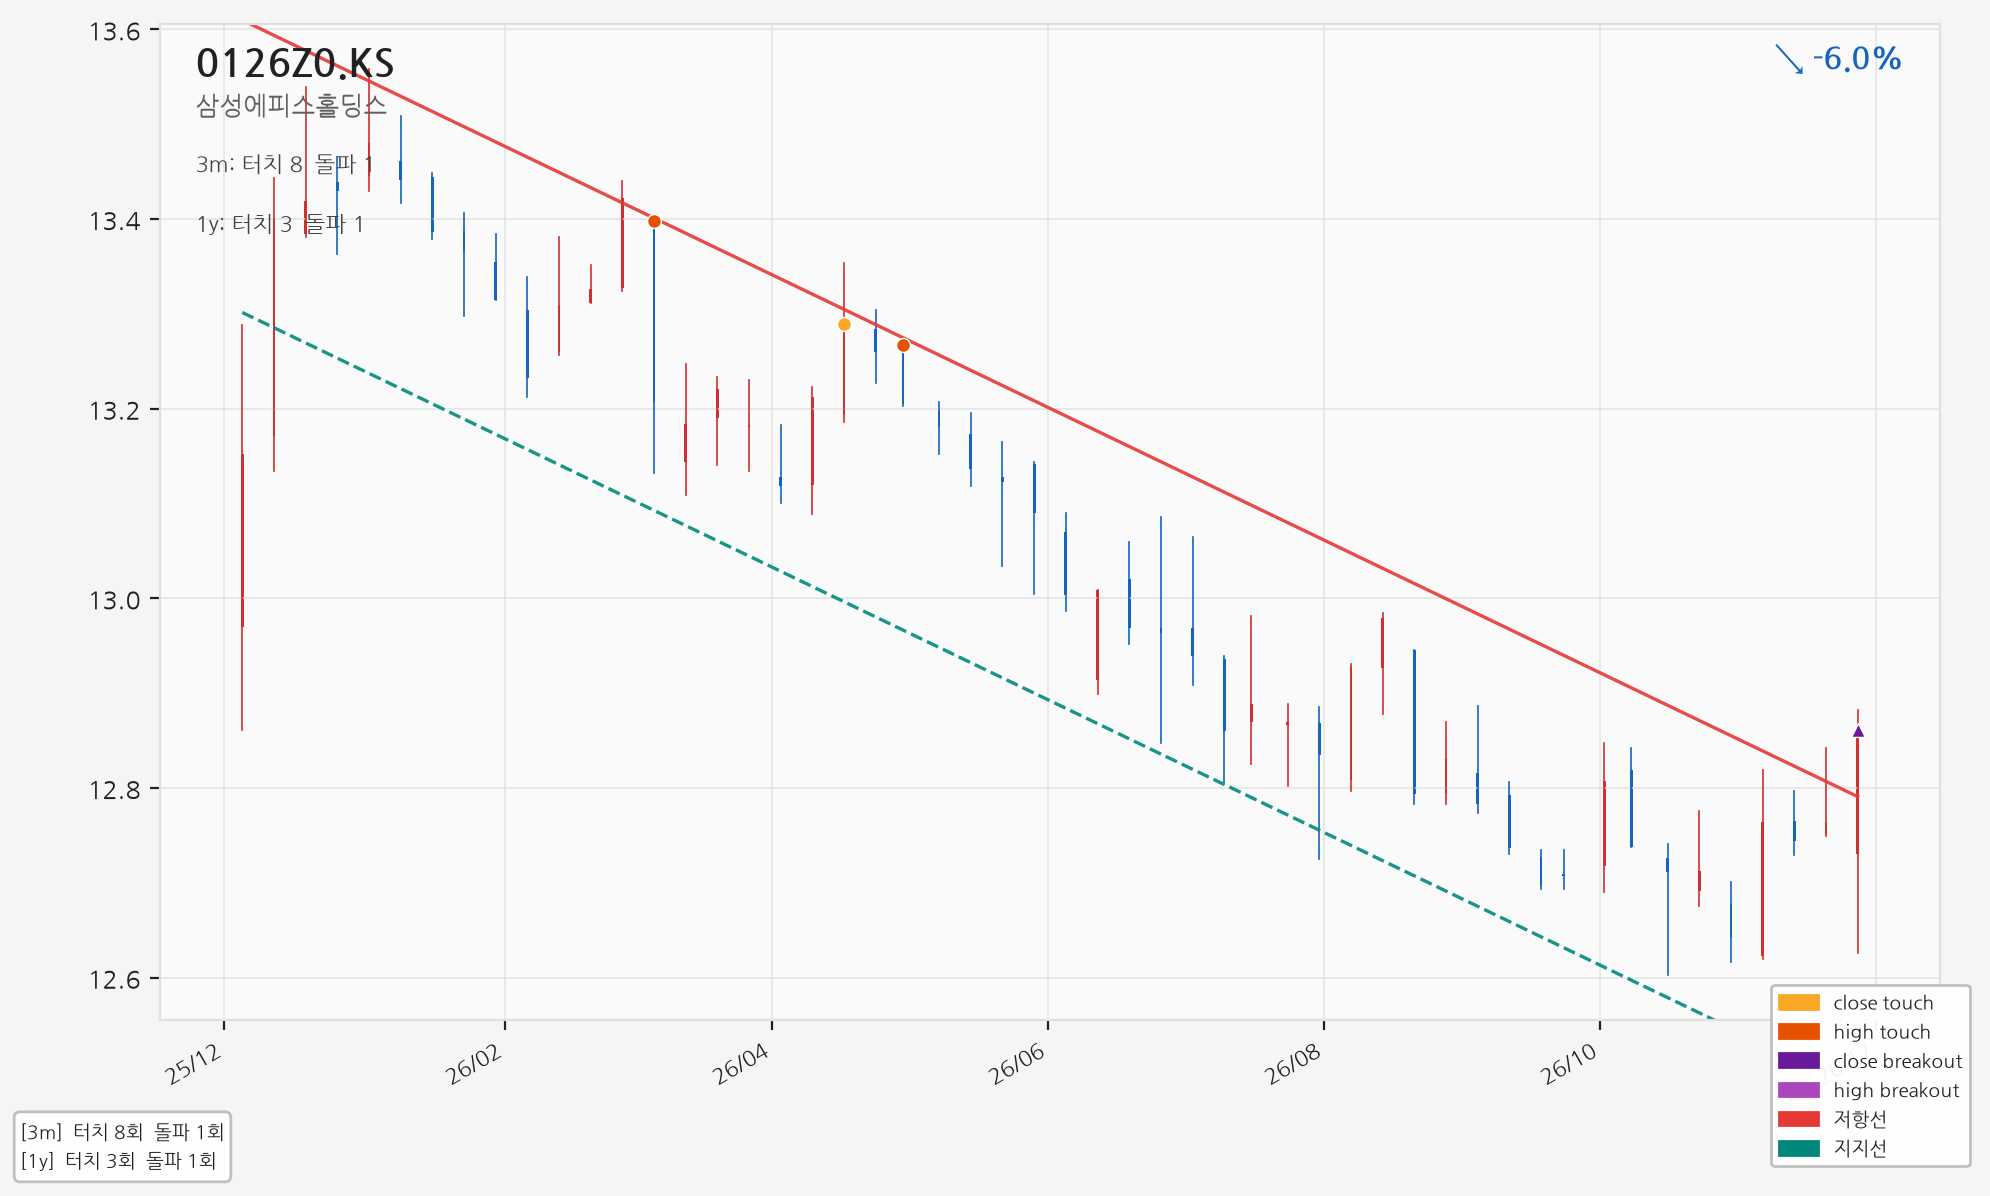 0126Z0.KS
삼성에피스홀딩스
3m: 터치 8  돌파 1
1y: 터치 3  돌파 1
↘ -6.0%
13.6
13.4
13.2
13.0
12.8
12.6
25/12
26/02
26/04
26/06
26/08
26/10
close touch
high touch
close breakout
high breakout
저항선
지지선
[3m]  터치 8회  돌파 1회
[1y]  터치 3회  돌파 1회